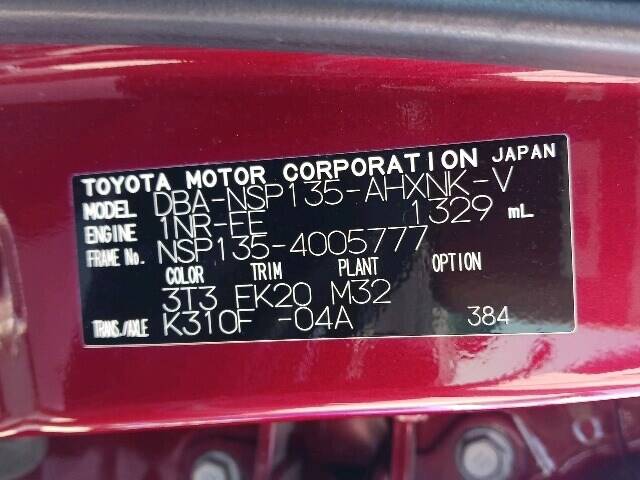 TOYOTA MOTOR CORPORATION JAPAN
MODEL DBA-NSP135-AHXNK-V
ENGINE 1NR-FE 1329 mL
FRAME No. NSP135-4005777
COLOR TRIM PLANT OPTION
3T3 FK20 M32
TRANS./AXLE K310F -04A 384